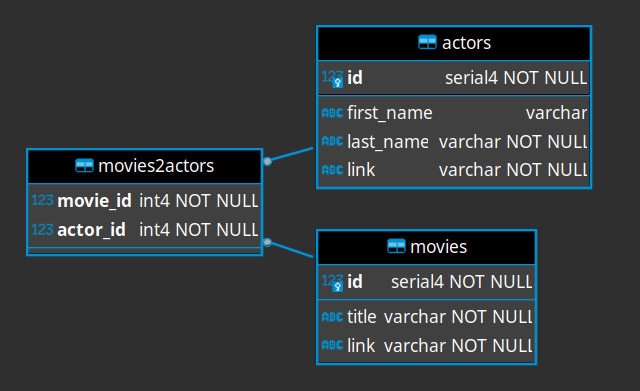 actors
123 id serial4 NOT NULL
ABC first_name varchar
ABC last_name varchar NOT NULL
ABC link varchar NOT NULL
movies2actors
123 movie_id int4 NOT NULL
123 actor_id int4 NOT NULL
movies
123 id serial4 NOT NULL
ABC title varchar NOT NULL
ABC link varchar NOT NULL